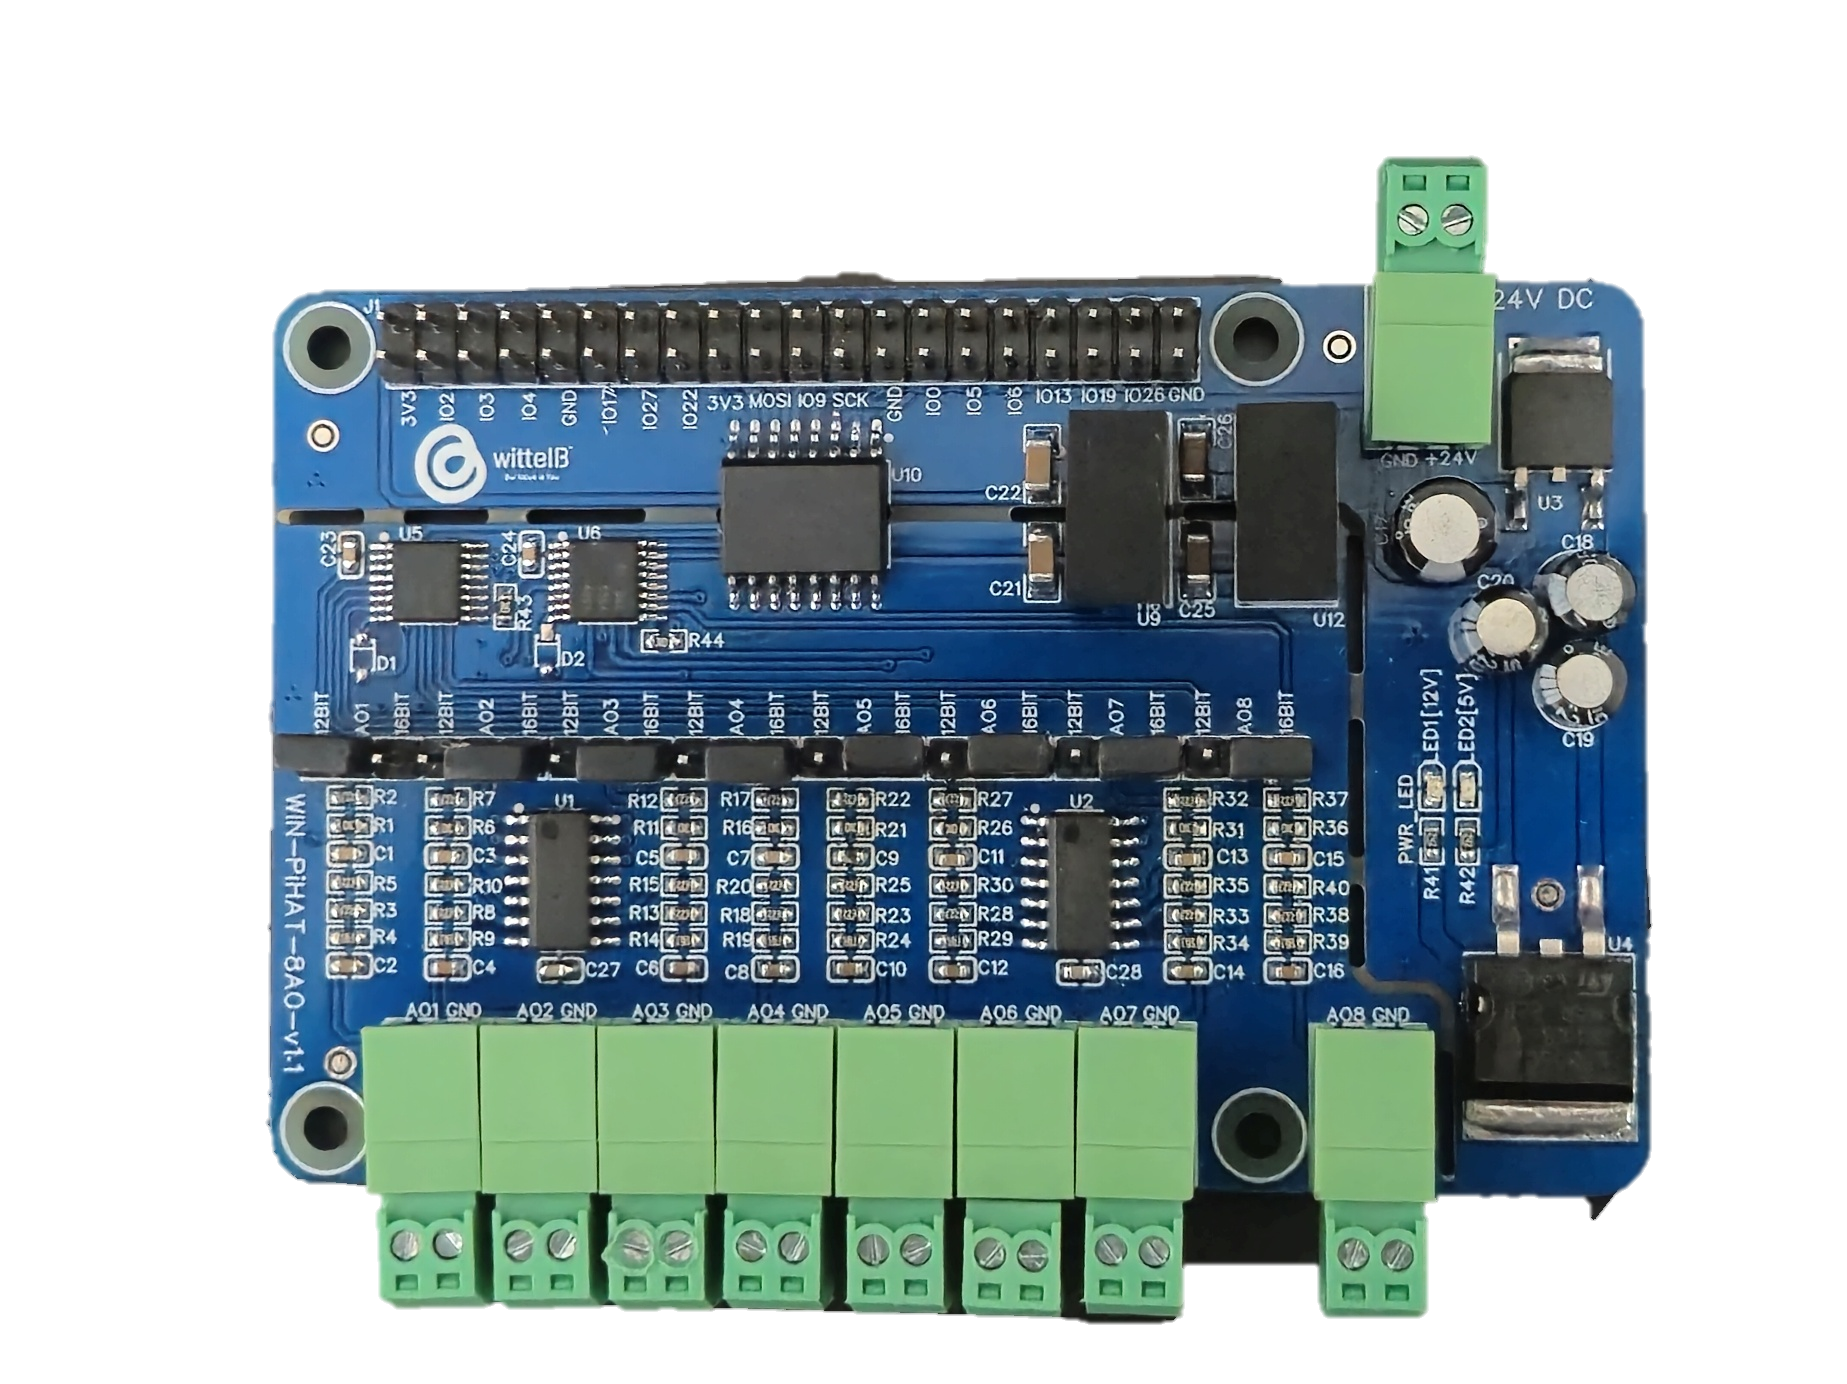 J1
24V DC
3V3 IO2 IO3 IO4 GND IO17 IO27 IO22 3V3 MOSI IO9 SCK GND IO0 IO5 IO6 IO13 IO19 IO26 GND
GND +24V
wittelB™
Our focus is You
U10
C22
C26
U3
C23
U5
C24
U6
C18
C20
R43
C21
U9
C25
U12
D1
D2
R44
C19
12BIT AO1 16BIT 12BIT AO2 16BIT 12BIT AO3 16BIT 12BIT AO4 16BIT 12BIT AO5 16BIT 12BIT AO6 16BIT 12BIT AO7 16BIT 12BIT AO8 16BIT
LED1[12V]
LED2[5V]
PWR_LED
R41
R42
WIN-PiHAT-8AO-v1.1
R2 R7 U1 R12 R17 R22 R27 U2 R32 R37
R1 R6 R11 R16 R21 R26 R31 R36
C1 C3 C5 C7 C9 C11 C13 C15
R5 R10 R15 R20 R25 R30 R35 R40
R3 R8 R13 R18 R23 R28 R33 R38
R4 R9 R14 R19 R24 R29 R34 R39
C2 C4 C27 C6 C8 C10 C12 C28 C14 C16
U4
AO1 GND AO2 GND AO3 GND AO4 GND AO5 GND AO6 GND AO7 GND AO8 GND